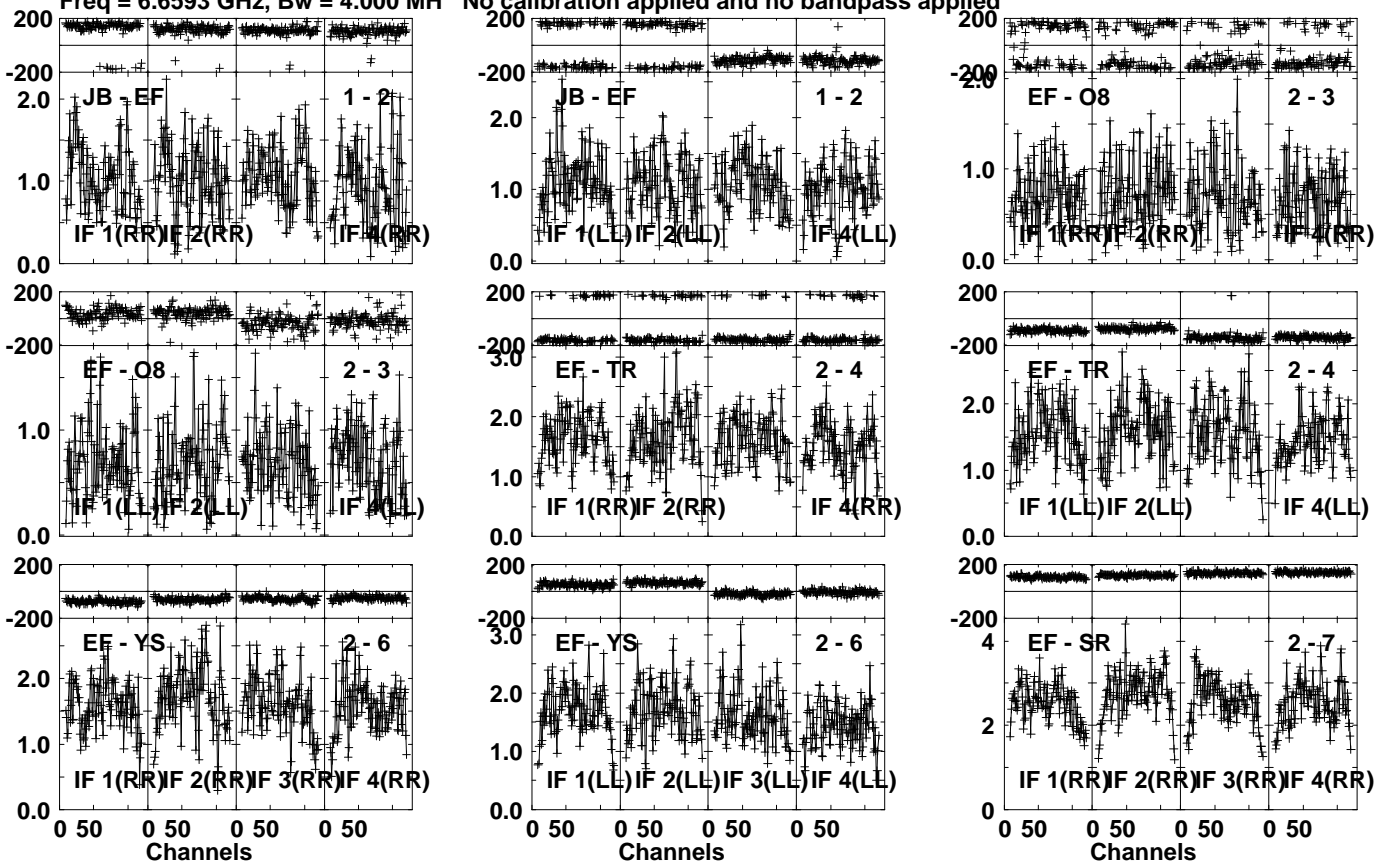 Freq = 6.6593 GHz, Bw = 4.000 MH No calibration applied and no bandpass applied
200 200 200
-200 -200 -200
JB - EF 1 - 2 JB - EF 1 - 2 EF - O8 2 - 3
2.0 2.0 2.0
1.0 1.0 1.0
IF 1(RR) IF 2(RR) IF 4(RR) IF 1(LL) IF 2(LL) IF 4(LL) IF 1(RR) IF 2(RR) IF 4(RR)
0.0 0.0 0.0
200 200 200
-200 -200 -200
EF - O8 2 - 3 EF - TR 2 - 4 EF - TR 2 - 4
3.0
1.0 2.0 2.0
1.0 1.0
IF 1(LL) IF 2(LL) IF 4(LL) IF 1(RR) IF 2(RR) IF 4(RR) IF 1(LL) IF 2(LL) IF 4(LL)
0.0 0.0 0.0
200 200 200
-200 -200 -200
EF - YS 2 - 6 EF - YS 2 - 6 EF - SR 2 - 7
3.0 4
2.0 2.0 2
1.0 1.0
IF 1(RR) IF 2(RR) IF 3(RR) IF 4(RR) IF 1(LL) IF 2(LL) IF 3(LL) IF 4(LL) IF 1(RR) IF 2(RR) IF 3(RR) IF 4(RR)
0.0 0.0 0
0 50 0 50 0 50 0 50 0 50 0 50 0 50 0 50 0 50 0 50 0 50 0 50
Channels Channels Channels